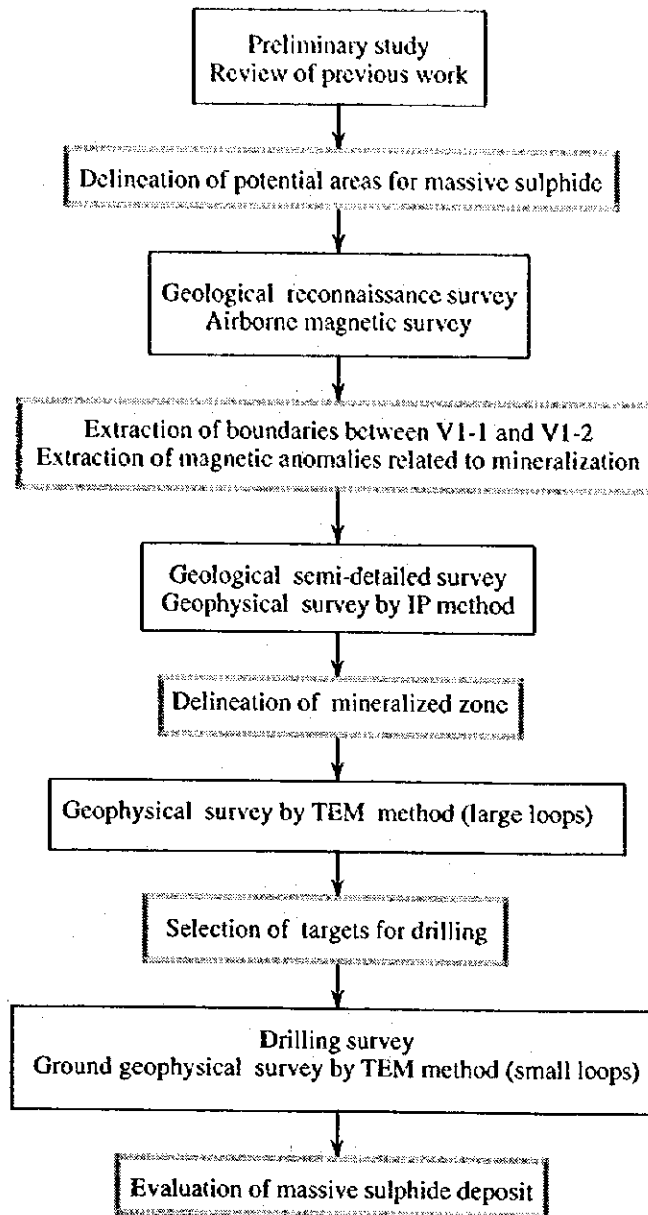 Preliminary study
Review of previous work
Delineation of potential areas for massive sulphide
Geological reconnaissance survey
Airborne magnetic survey
Extraction of boundaries between V1-1 and V1-2
Extraction of magnetic anomalies related to mineralization
Geological semi-detailed survey
Geophysical survey by IP method
Delineation of mineralized zone
Geophysical survey by TEM method (large loops)
Selection of targets for drilling
Drilling survey
Ground geophysical survey by TEM method (small loops)
Evaluation of massive sulphide deposit